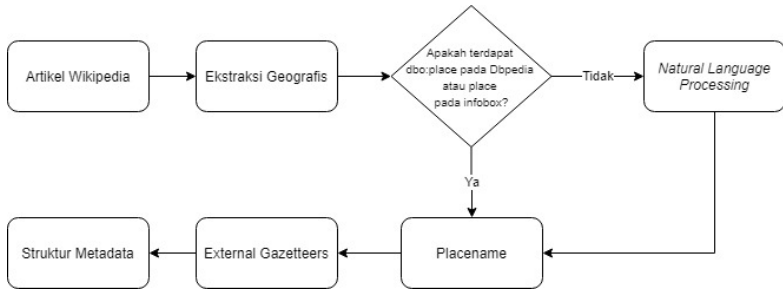 Artikel Wikipedia
Ekstraksi Geografis
Apakah terdapat
dbo:place pada Dbpedia
atau place
pada infobox?
Tidak
Natural Language
Processing
Ya
Struktur Metadata
External Gazetteers
Placename